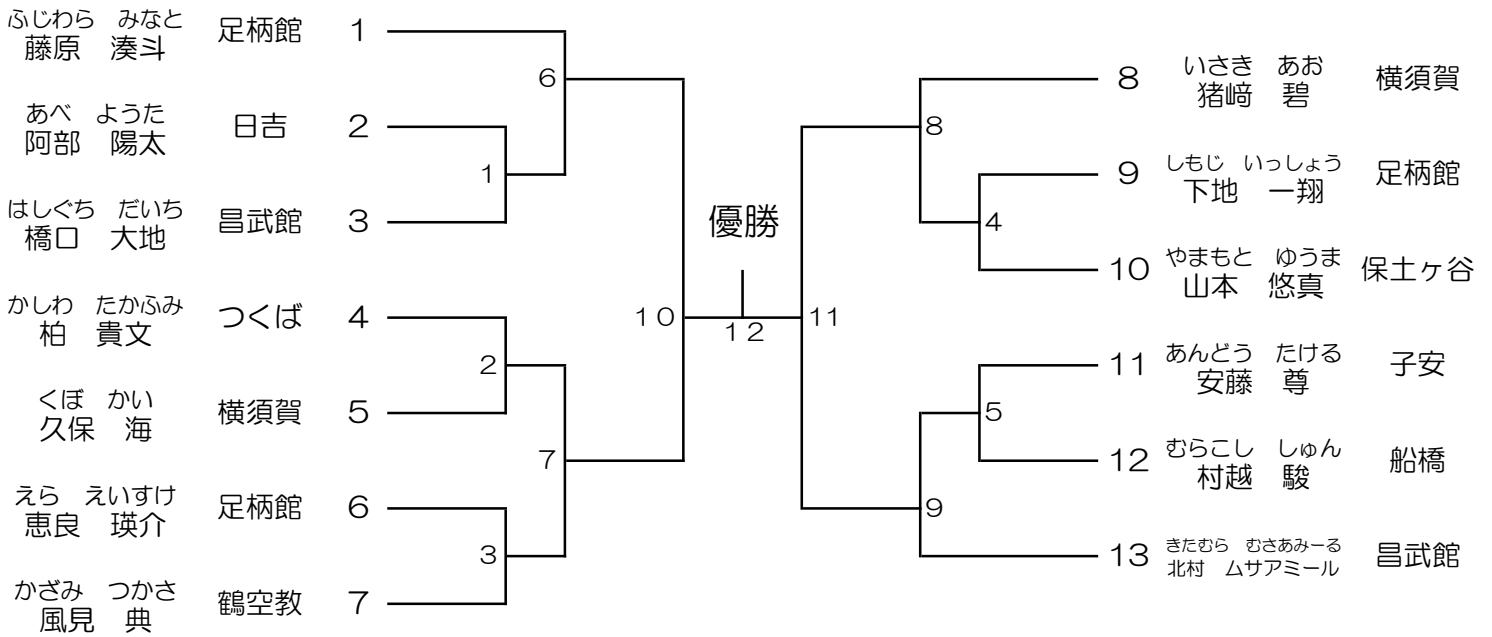 ふじわら　みなと
藤原　湊斗　足柄館　1
あべ　ようた
阿部　陽太　日吉　2
はしぐち　だいち
橋口　大地　昌武館　3
かしわ　たかふみ
柏　貴文　つくば　4
くぼ　かい
久保　海　横須賀　5
えら　えいすけ
恵良　瑛介　足柄館　6
かざみ　つかさ
風見　典　鶴空教　7
6
1
2
7
3
10
優勝
12
11
8
4
5
9
いさき　あお
8　猪﨑　碧　横須賀
しもじ　いっしょう
9　下地　一翔　足柄館
やまもと　ゆうま
10　山本　悠真　保土ヶ谷
あんどう　たける
11　安藤　尊　子安
むらこし　しゅん
12　村越　駿　船橋
きたむら　むさあみーる
13　北村　ムサアミール　昌武館